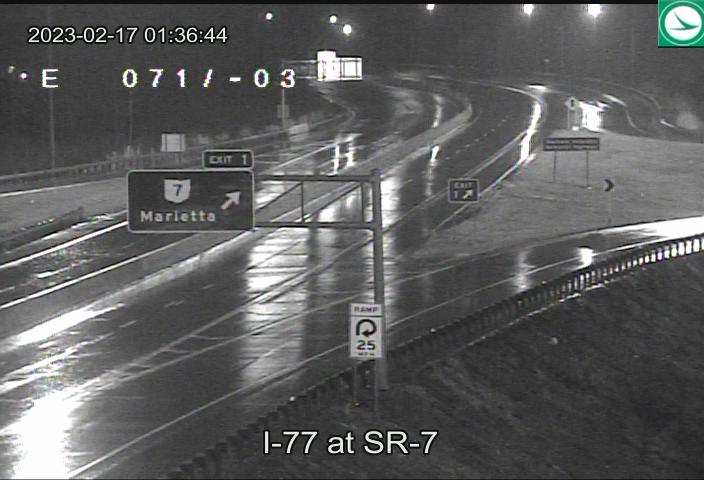 2023-02-17 01:36:44
E 071/-03
EXIT 1
7
Marietta
EXIT
1
RAMP
25
I-77 at SR-7